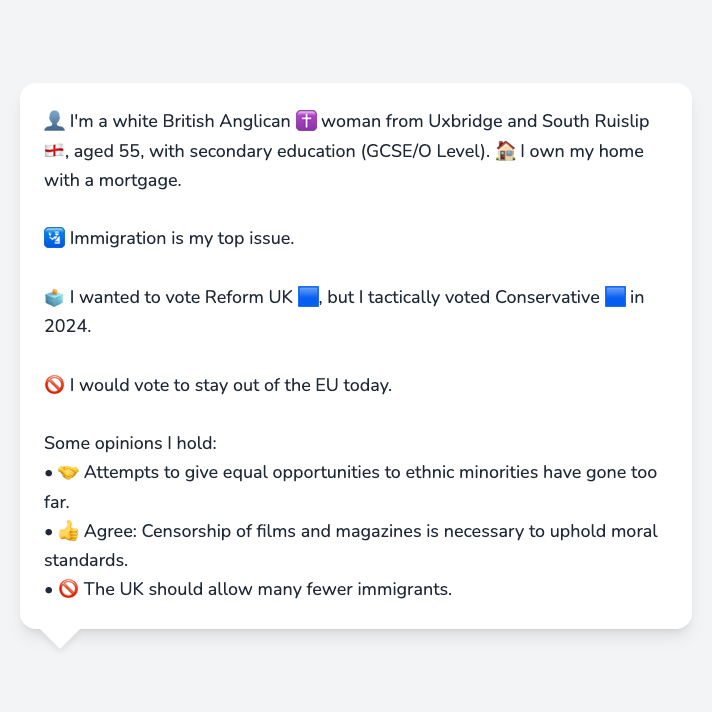 👤 I'm a white British Anglican ✝️ woman from Uxbridge and South Ruislip
🏴󠁧󠁢󠁥󠁮󠁧󠁿, aged 55, with secondary education (GCSE/O Level). 🏠 I own my home
with a mortgage.
🛂 Immigration is my top issue.
🗳️ I wanted to vote Reform UK 🟦, but I tactically voted Conservative 🟦 in
2024.
🚫 I would vote to stay out of the EU today.
Some opinions I hold:
• 🤝 Attempts to give equal opportunities to ethnic minorities have gone too
far.
• 👍 Agree: Censorship of films and magazines is necessary to uphold moral
standards.
• 🚫 The UK should allow many fewer immigrants.